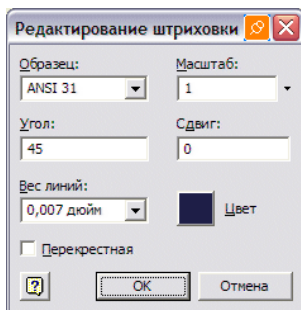 Редактирование штриховки
Образец: Масштаб:
ANSI 31 1
Угол: Сдвиг:
45 0
Вес линий:
0,007 дюйм Цвет
Перекрестная
? OK Отмена